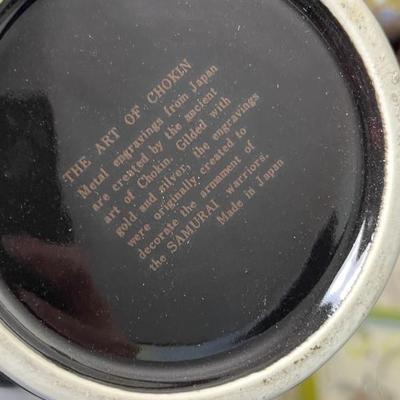 THE ART OF CHOKIN
Metal engravings from Japan
are created by the ancient
art of Chokin. Gilded with
gold and silver, the engravings
were originally created to
decorate the ornament of
the SAMURAI warriors.
Made in Japan